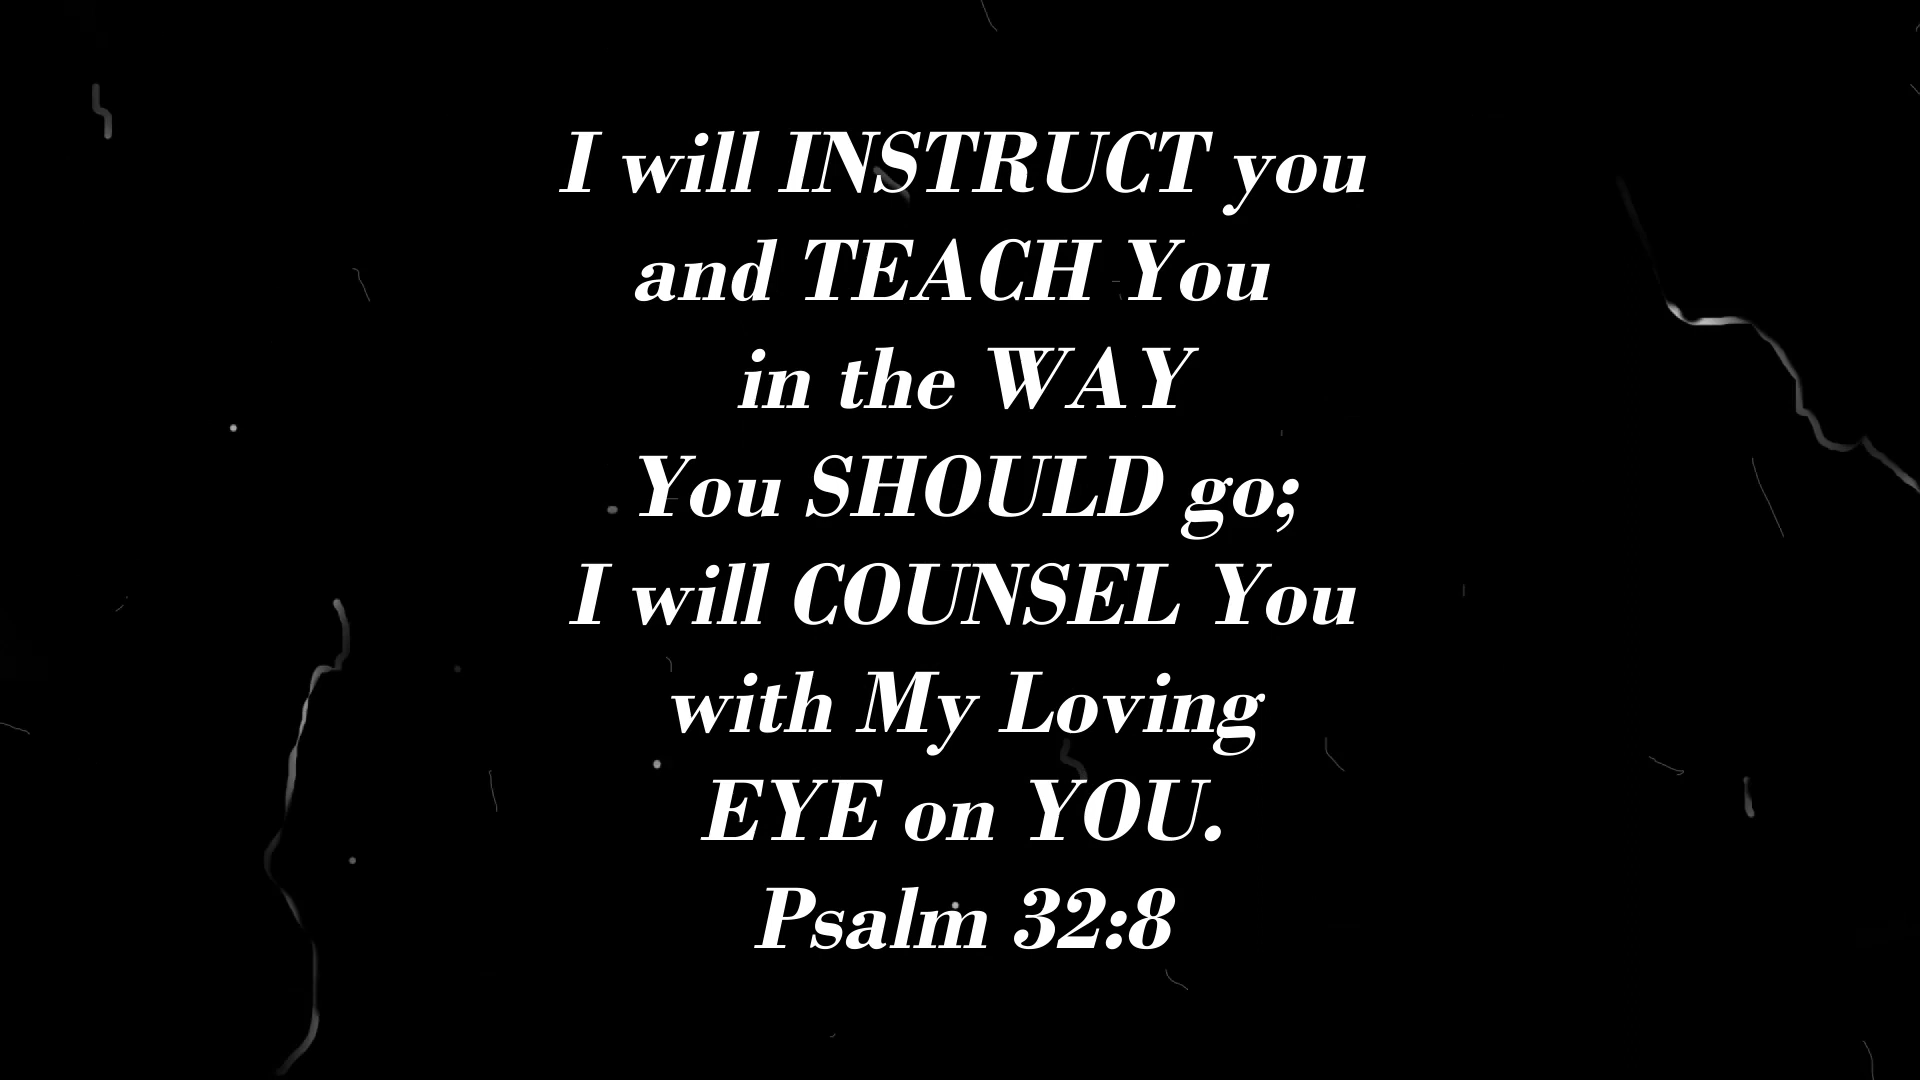 I will INSTRUCT you
and TEACH You
in the WAY
You SHOULD go;
I will COUNSEL You
with My Loving
EYE on YOU.
Psalm 32:8